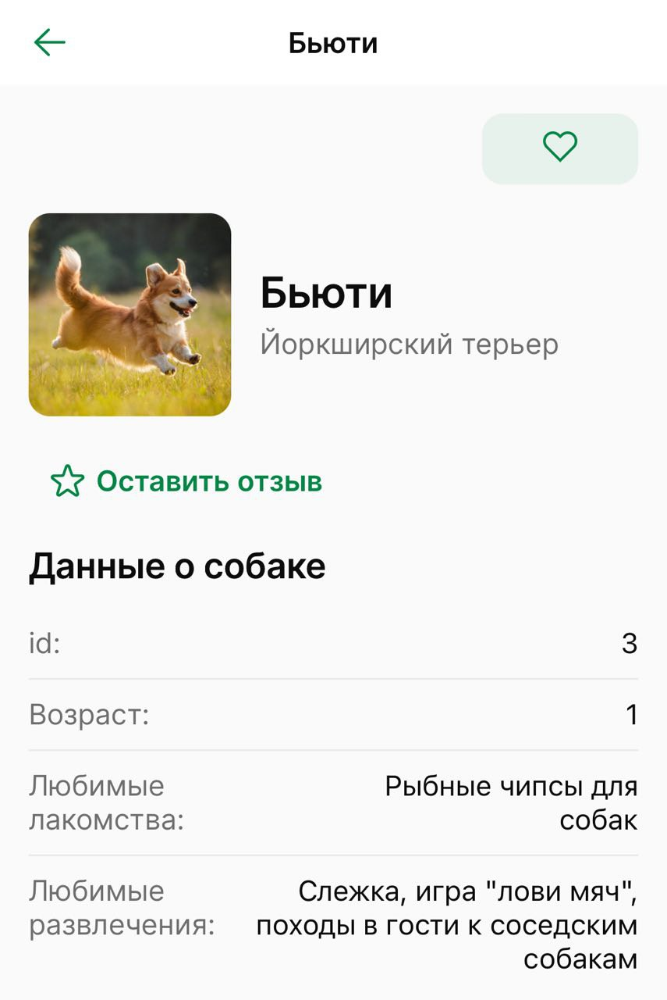 Бьюти
Бьюти
Йоркширский терьер
Оставить отзыв
Данные о собаке
id:
3
Возраст:
1
Любимые
лакомства:
Рыбные чипсы для
собак
Любимые
развлечения:
Слежка, игра "лови мяч",
походы в гости к соседским
собакам